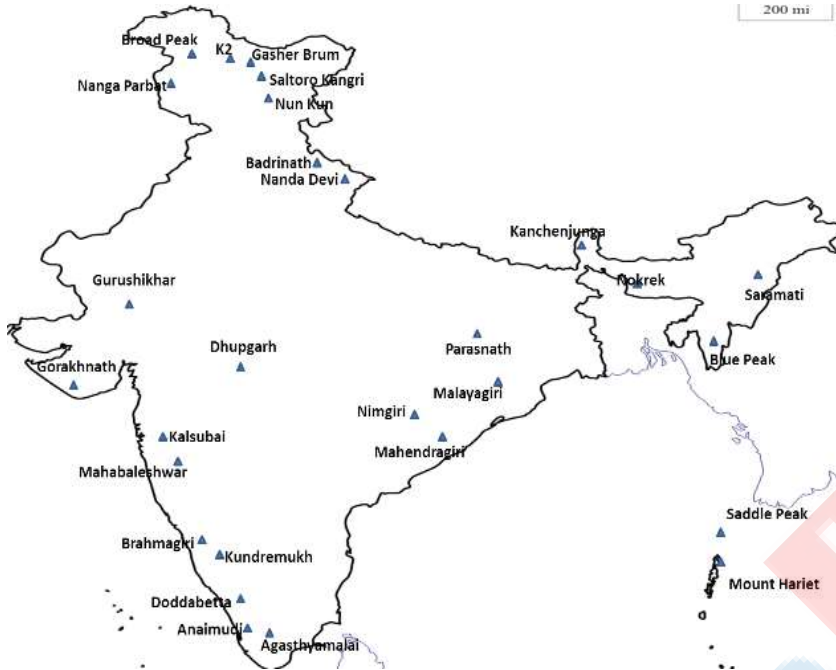 200 mi
Broad Peak
K2
Gasher Brum
Saltoro Kangri
Nanga Parbat
Nun Kun
Badrinath
Nanda Devi
Kanchenjunga
Nokrek
Saramati
Gurushikhar
Parasnath
Dhupgarh
Blue Peak
Gorakhnath
Malayagiri
Nimgiri
Kalsubai
Mahendragiri
Mahabaleshwar
Saddle Peak
Brahmagiri
Kundremukh
Mount Hariet
Doddabetta
Anaimudi
Agasthyamalai